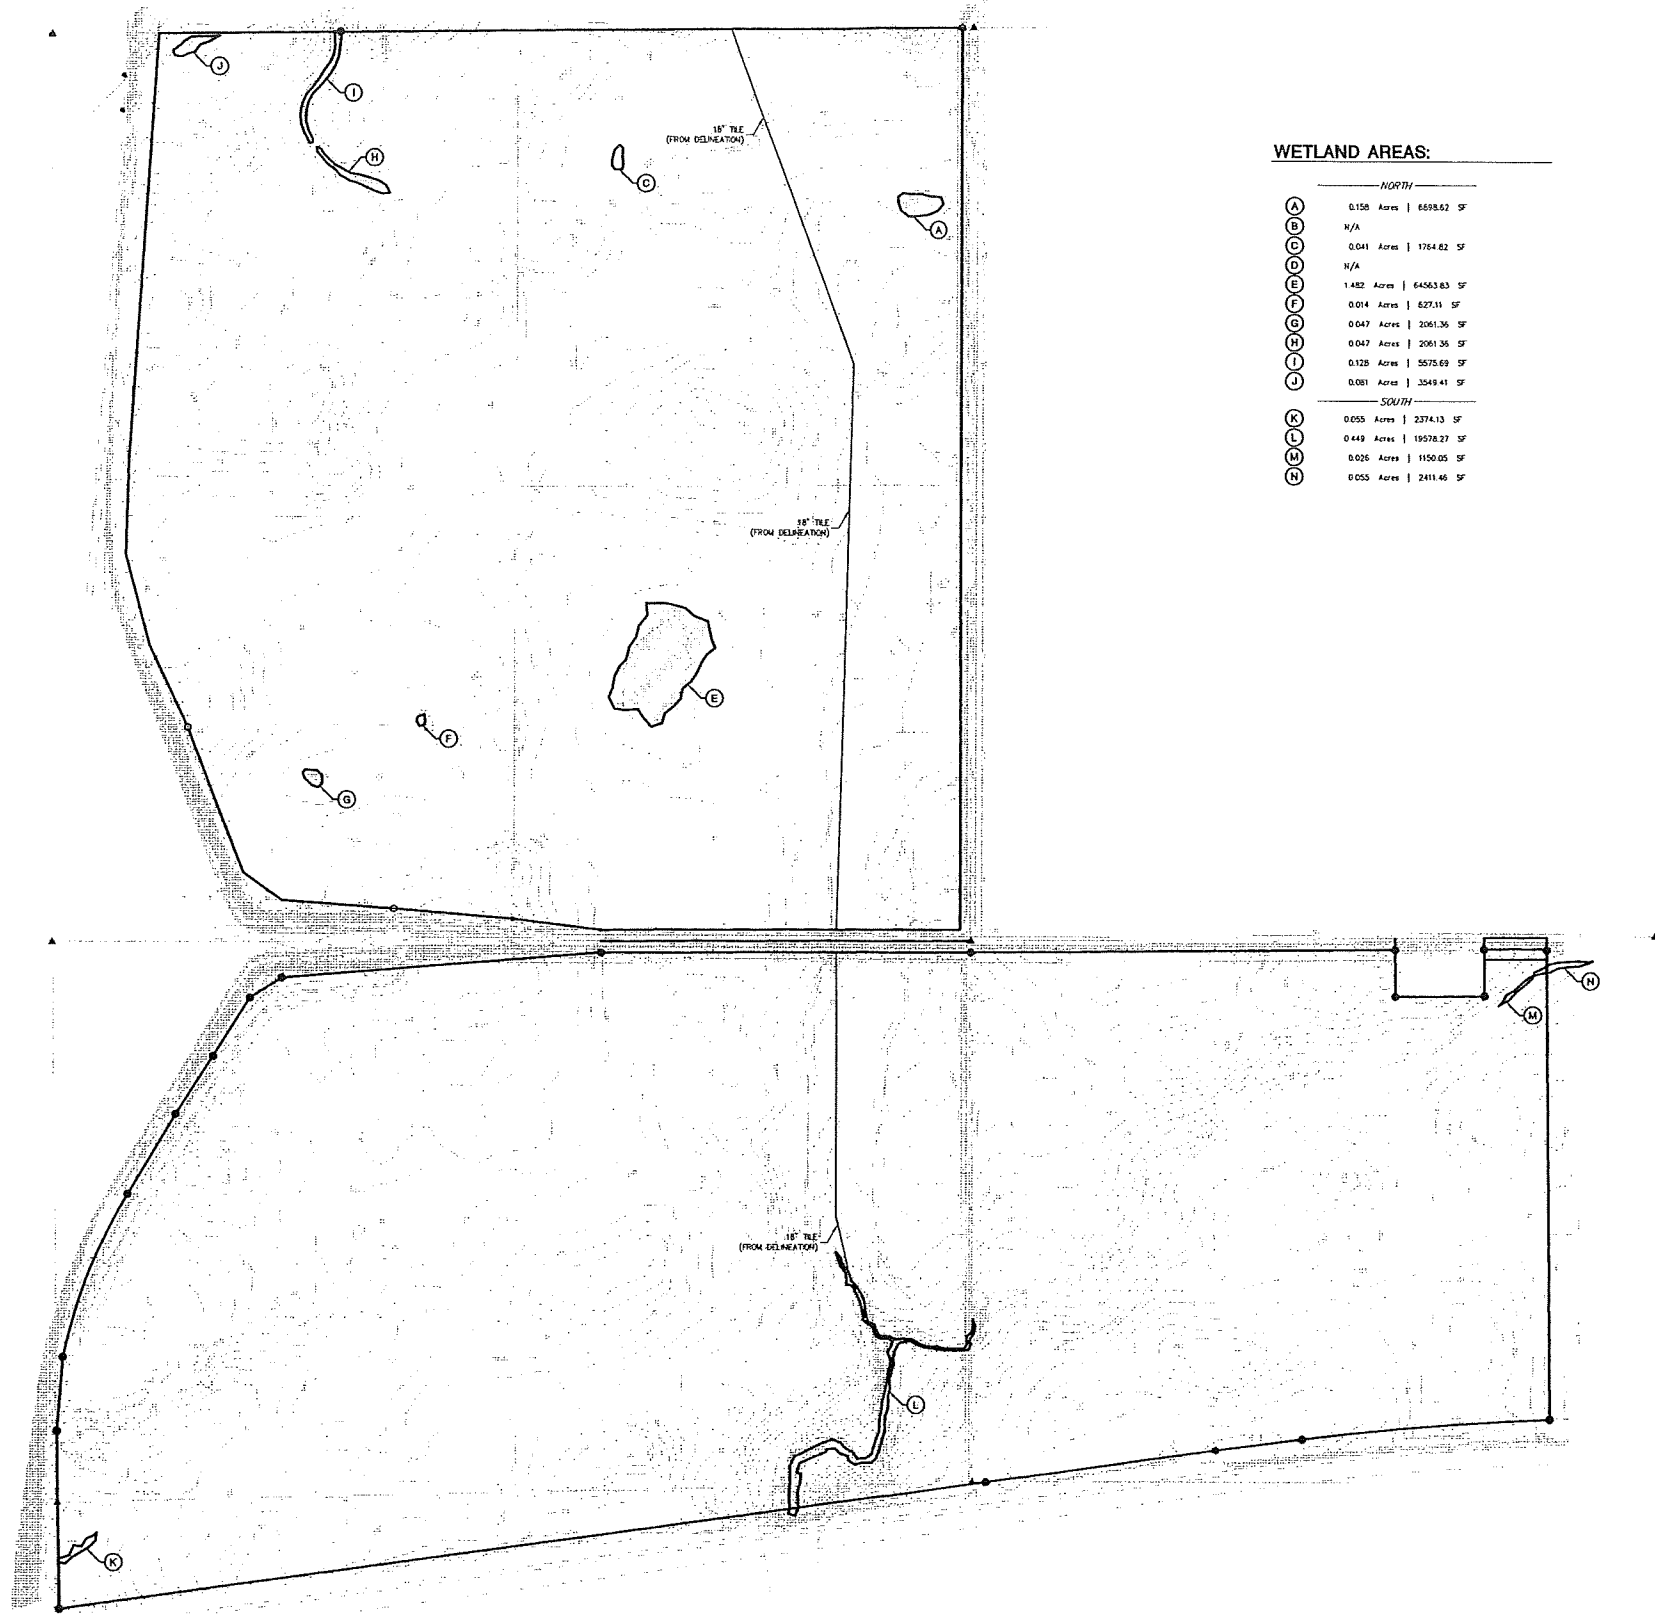 J
I
18" TILE
(FROM DELINEATION)
H
C
A
WETLAND AREAS:
NORTH
A 0.158 Acres | 6898.62 SF
B N/A
C 0.041 Acres | 1764.82 SF
D N/A
E 1.482 Acres | 64563.83 SF
F 0.014 Acres | 627.11 SF
G 0.047 Acres | 2061.36 SF
H 0.047 Acres | 2061.36 SF
I 0.128 Acres | 5575.69 SF
J 0.081 Acres | 3549.41 SF
SOUTH
K 0.055 Acres | 2374.13 SF
L 0.449 Acres | 19578.27 SF
M 0.026 Acres | 1150.05 SF
N 0.055 Acres | 2411.46 SF
18" TILE
(FROM DELINEATION)
E
F
G
N
M
18" TILE
(FROM DELINEATION)
L
K